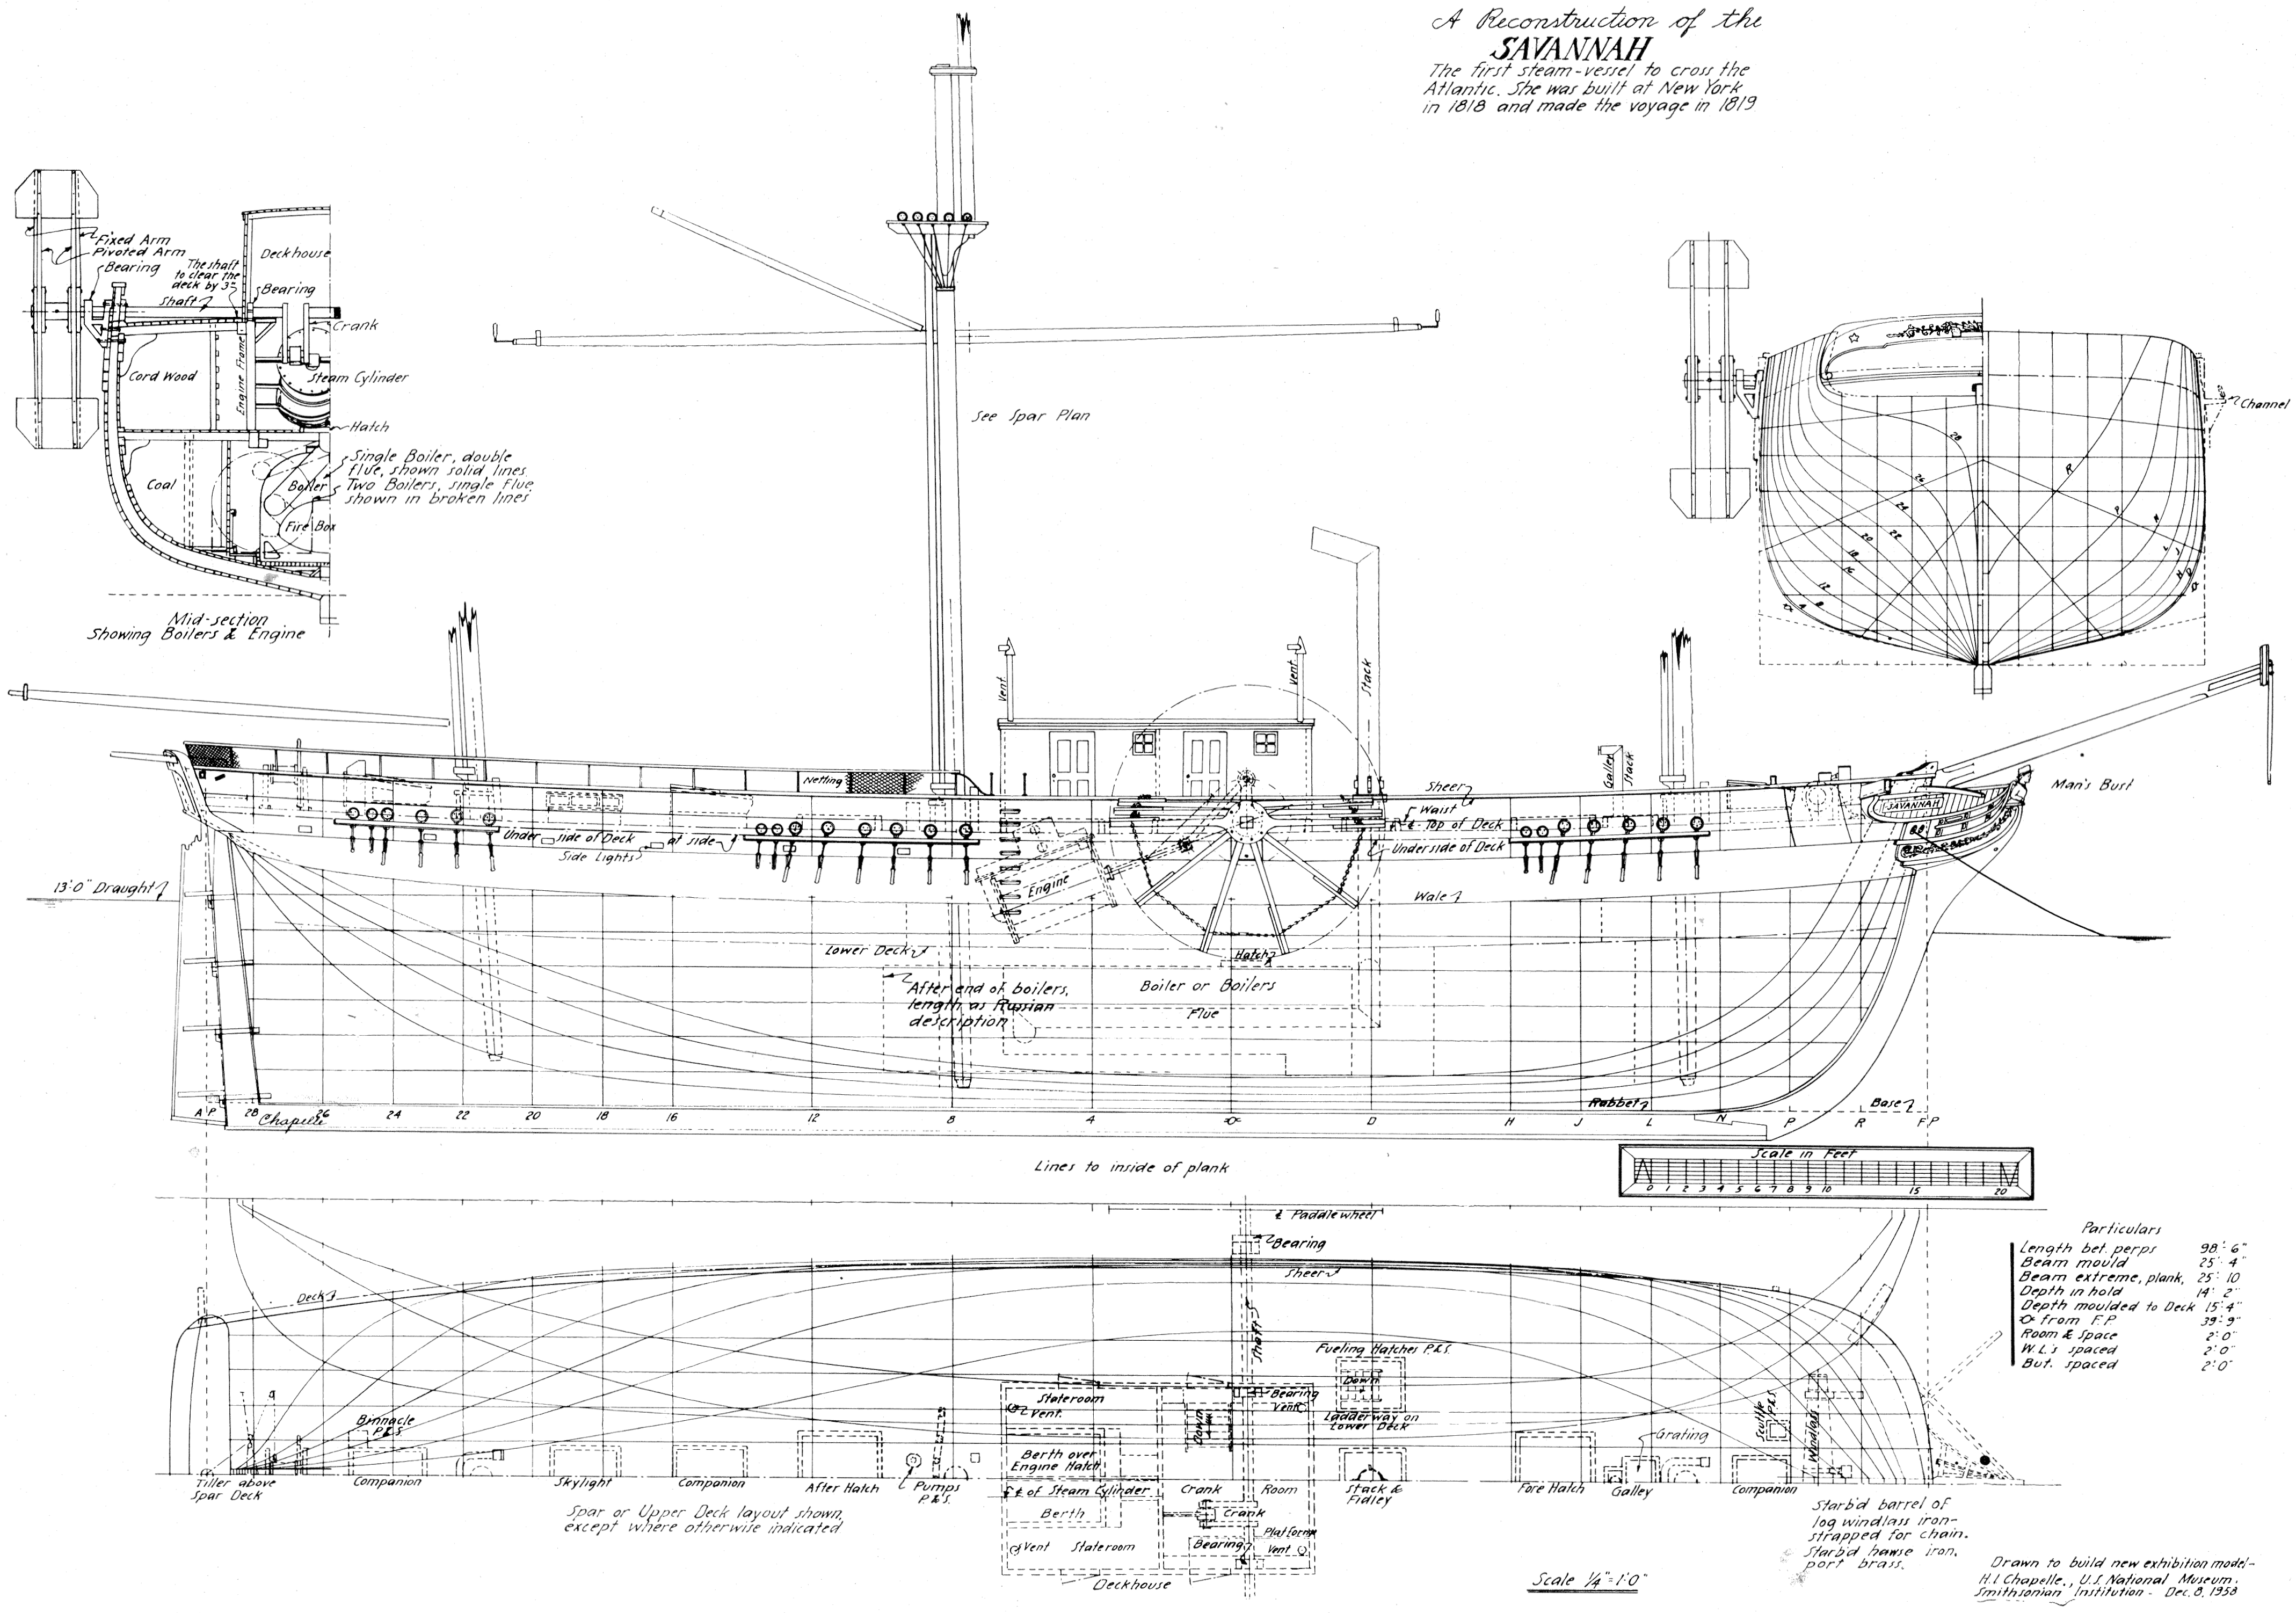 A Reconstruction of the
SAVANNAH
The first steam-vessel to cross the
Atlantic. She was built at New York
in 1818 and made the voyage in 1819
Fixed Arm
Pivoted Arm
Bearing
The shaft
to clear the
deck by 3"
Shaft
Deckhouse
Bearing
Crank
Cord Wood
Engine Frame
Steam Cylinder
Hatch
Coal
Single Boiler, double
flue, shown solid lines
Boiler
Two Boilers, single flue
shown in broken lines
Fire Box
Mid-section
Showing Boilers & Engine
See Spar Plan
Channel
28
26
24
22
20
18
16
12
8
A
R
P
N
L
J
H
D
Vent
Vent
Stack
Galley
Stack
Netting
Sheer
Waist
℄ Top of Deck
Underside of Deck
Man's Bust
SAVANNAH
Under side of Deck at side
Side Lights
13'0" Draught
Engine
Wale
Lower Deck
Hatch
After end of boilers,
length as Russian
description
Boiler or Boilers
Flue
Rabbet
Base
A P
28
26
24
22
20
18
16
12
8
4
D
H
J
L
N
P
R
F P
Chapelle
Lines to inside of plank
Scale in Feet
0 1 2 3 4 5 6 7 8 9 10 15 20
℄ Paddlewheel
Bearing
Sheer
Deck
Shaft
Particulars
Length bet. perps 98'-6"
Beam mould 25' 4"
Beam extreme, plank, 25' 10
Depth in hold 14' 2"
Depth moulded to Deck 15'4"
from F.P. 39'-9"
Room & Space 2'0"
W.L.'s spaced 2'0"
But. spaced 2'0"
Fueling Hatches P.&S.
Down
Ladderway on
Lower Deck
Stateroom
Vent.
Down
Bearing
Vent
Binnacle
P.&S.
Berth over
Engine Hatch
Scuttle
P.&S.
Windlass
Grating
Tiller above
Spar Deck
Companion
Skylight
Companion
After Hatch
Pumps
P.&S.
℄ of Steam Cylinder
Crank Room
Stack &
Fidley
Fore Hatch
Galley
Companion
Berth
Crank
Platform
Vent
Stateroom
Bearing
Vent
Deckhouse
Spar or Upper Deck layout shown,
except where otherwise indicated
Starb'd barrel of
log windlass iron-
strapped for chain.
Starb'd hawse iron,
port brass.
Scale 1/4"=1'0"
Drawn to build new exhibition model-
H.I. Chapelle., U.S. National Museum.
Smithsonian Institution - Dec. 8, 1958